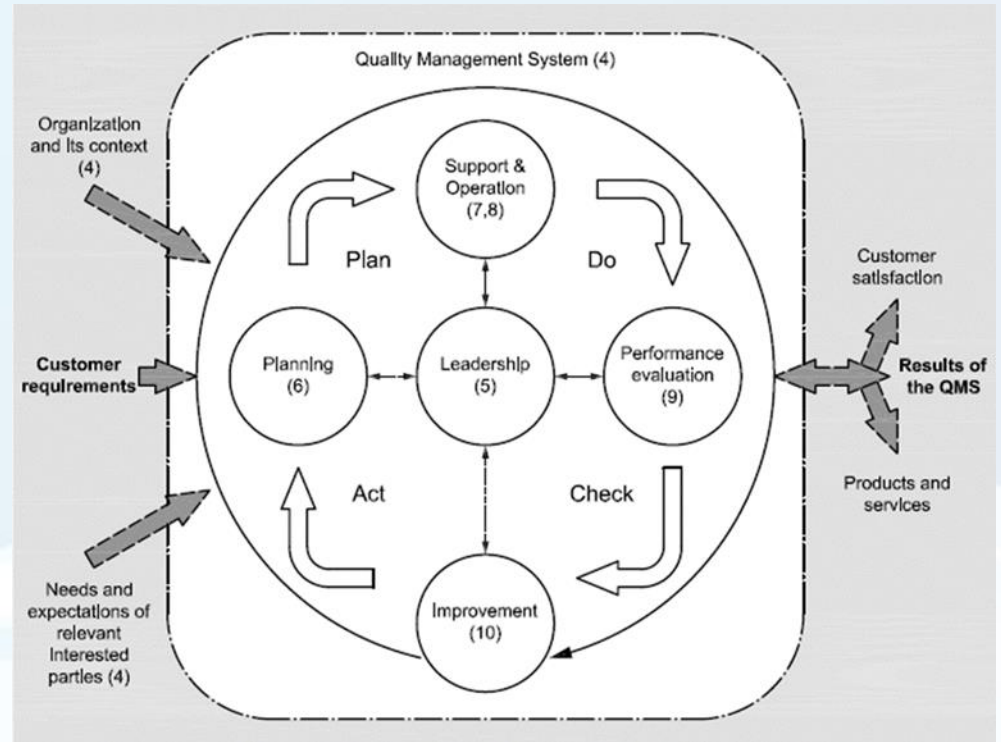 Quality Management System (4)
Organization
and its context
(4)
Support &
Operation
(7,8)
Plan
Do
Customer
satisfaction
Customer
requirements
Planning
(6)
Leadership
(5)
Performance
evaluation
(9)
Results of
the QMS
Act
Check
Products and
services
Needs and
expectations of
relevant
interested
parties (4)
Improvement
(10)